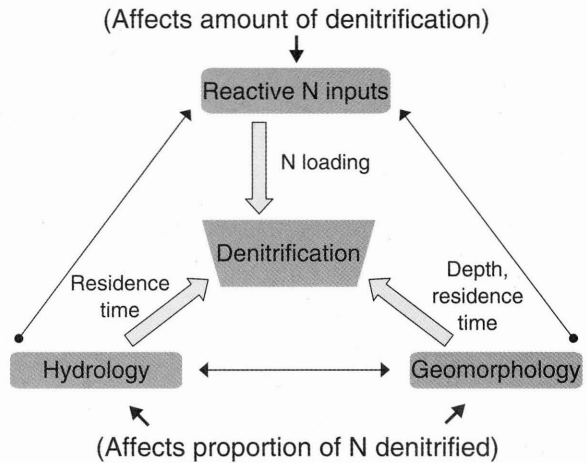 (Affects amount of denitrification)
Reactive N inputs
N loading
Denitrification
Residence
time
Depth,
residence
time
Hydrology
Geomorphology
(Affects proportion of N denitrified)